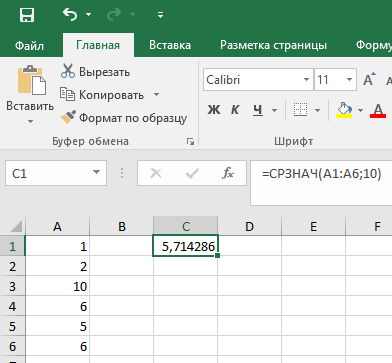 Файл Главная Вставка Разметка страницы Форму
Вырезать
Копировать
Формат по образцу
Вставить
Буфер обмена
Calibri 11 A A
Ж К Ч A
Шрифт
C1 fx =СРЗНАЧ(A1:A6;10)
A B C D E F
1 1 5,714286
2 2
3 10
4 6
5 5
6 6